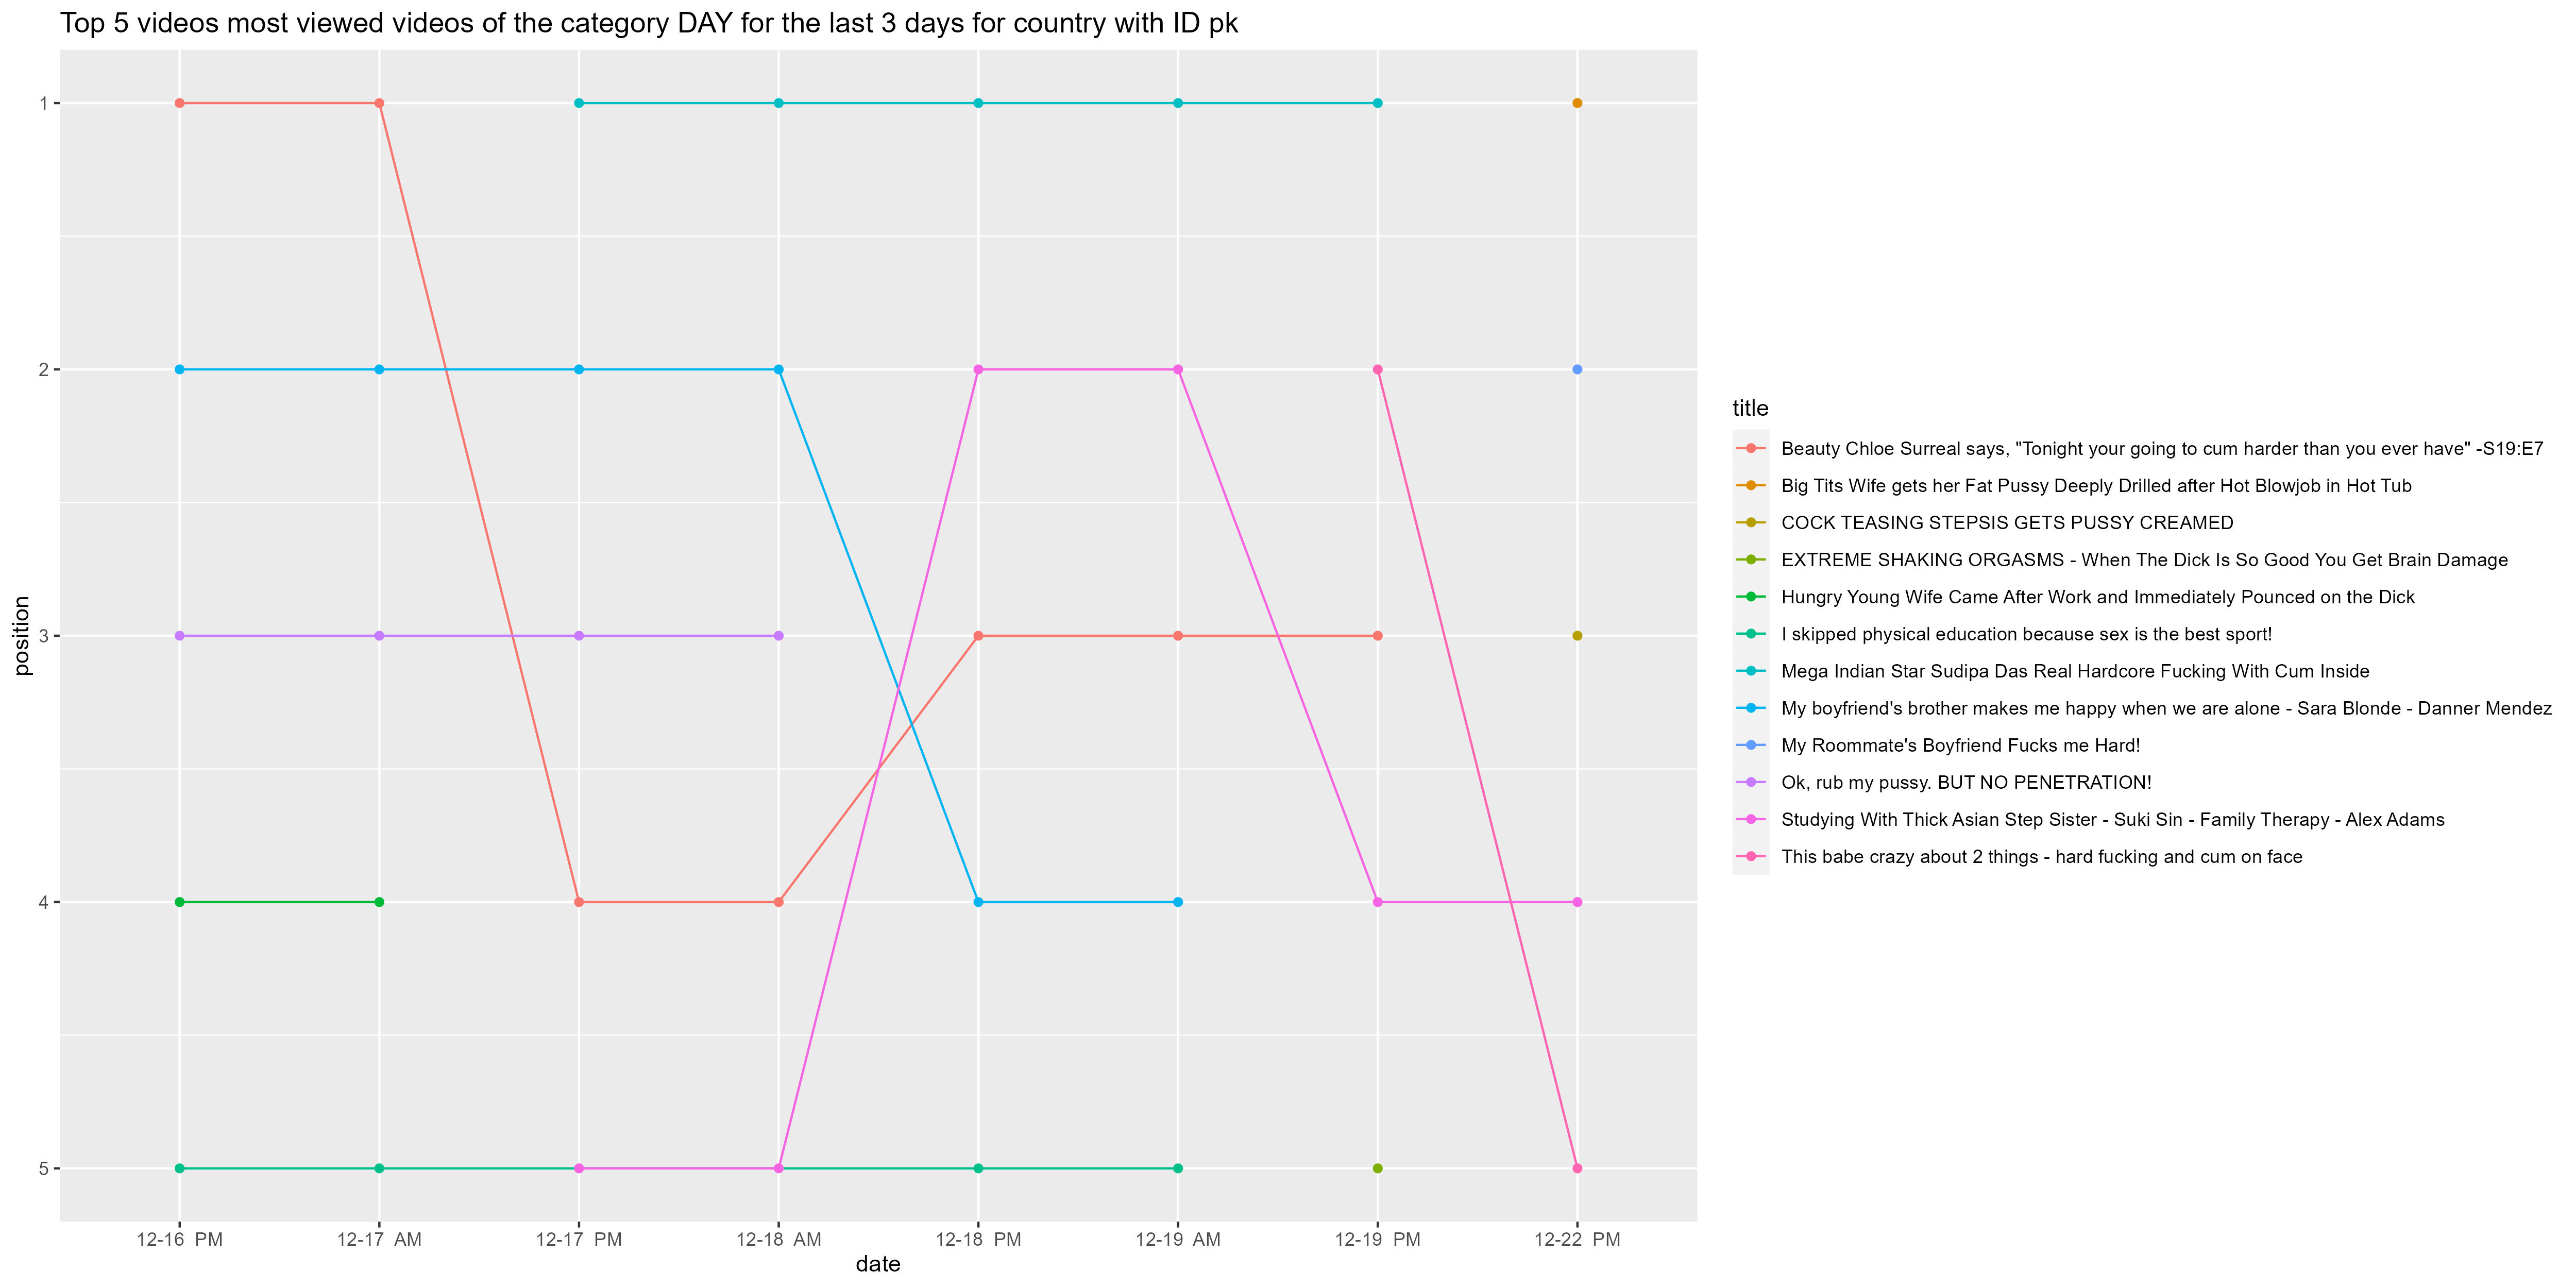 Top 5 videos most viewed videos of the category DAY for the last 3 days for country with ID pk
position
1
2
3
4
5
12-16 PM
12-17 AM
12-17 PM
12-18 AM
12-18 PM
12-19 AM
12-19 PM
12-22 PM
date
title
Beauty Chloe Surreal says, "Tonight your going to cum harder than you ever have" -S19:E7
Big Tits Wife gets her Fat Pussy Deeply Drilled after Hot Blowjob in Hot Tub
COCK TEASING STEPSIS GETS PUSSY CREAMED
EXTREME SHAKING ORGASMS - When The Dick Is So Good You Get Brain Damage
Hungry Young Wife Came After Work and Immediately Pounced on the Dick
I skipped physical education because sex is the best sport!
Mega Indian Star Sudipa Das Real Hardcore Fucking With Cum Inside
My boyfriend's brother makes me happy when we are alone - Sara Blonde - Danner Mendez
My Roommate's Boyfriend Fucks me Hard!
Ok, rub my pussy. BUT NO PENETRATION!
Studying With Thick Asian Step Sister - Suki Sin - Family Therapy - Alex Adams
This babe crazy about 2 things - hard fucking and cum on face